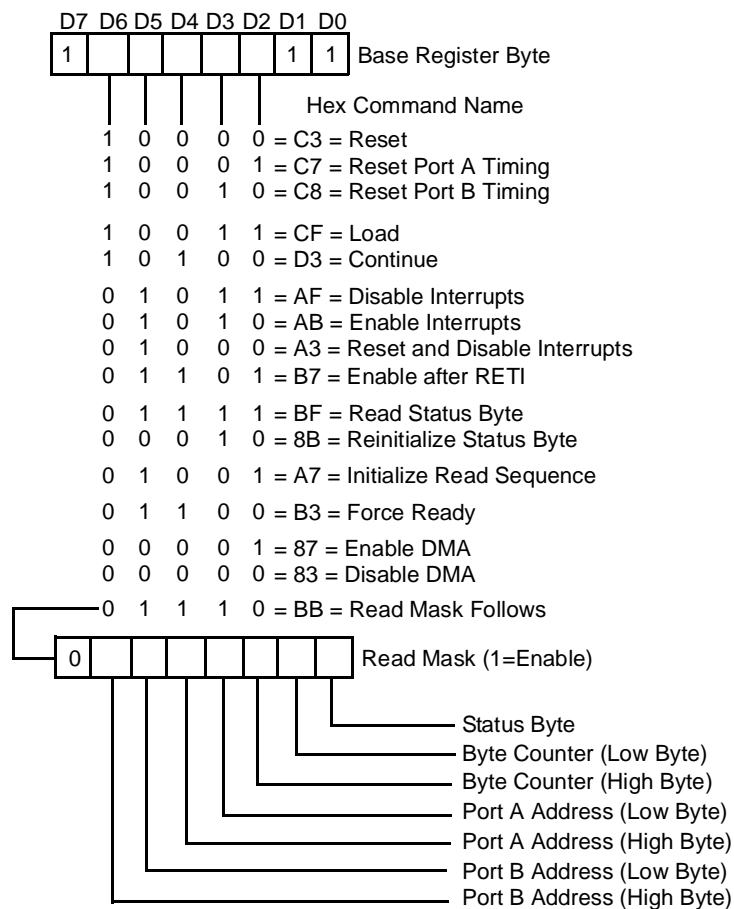 D7 D6 D5 D4 D3 D2 D1 D0
1 1 1 Base Register Byte
Hex Command Name
1 0 0 0 0 = C3 = Reset
1 0 0 0 1 = C7 = Reset Port A Timing
1 0 0 1 0 = C8 = Reset Port B Timing
1 0 0 1 1 = CF = Load
1 0 1 0 0 = D3 = Continue
0 1 0 1 1 = AF = Disable Interrupts
0 1 0 1 0 = AB = Enable Interrupts
0 1 0 0 0 = A3 = Reset and Disable Interrupts
0 1 1 0 1 = B7 = Enable after RETI
0 1 1 1 1 = BF = Read Status Byte
0 0 0 1 0 = 8B = Reinitialize Status Byte
0 1 0 0 1 = A7 = Initialize Read Sequence
0 1 1 0 0 = B3 = Force Ready
0 0 0 0 1 = 87 = Enable DMA
0 0 0 0 0 = 83 = Disable DMA
0 1 1 1 0 = BB = Read Mask Follows
0 Read Mask (1=Enable)
Status Byte
Byte Counter (Low Byte)
Byte Counter (High Byte)
Port A Address (Low Byte)
Port A Address (High Byte)
Port B Address (Low Byte)
Port B Address (High Byte)